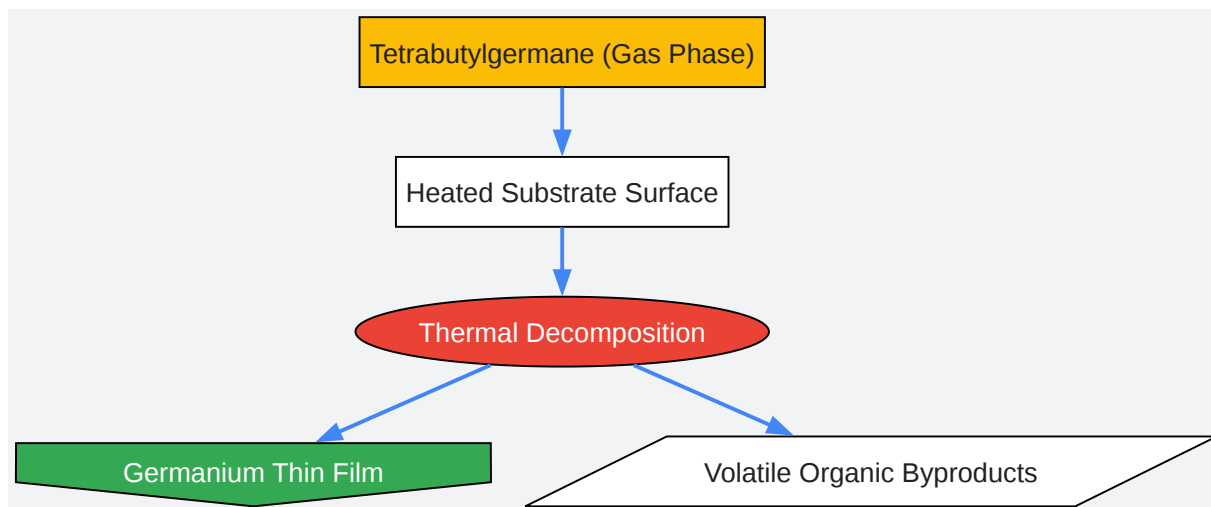 Tetrabutylgermane (Gas Phase)
Heated Substrate Surface
Thermal Decomposition
Germanium Thin Film
Volatile Organic Byproducts